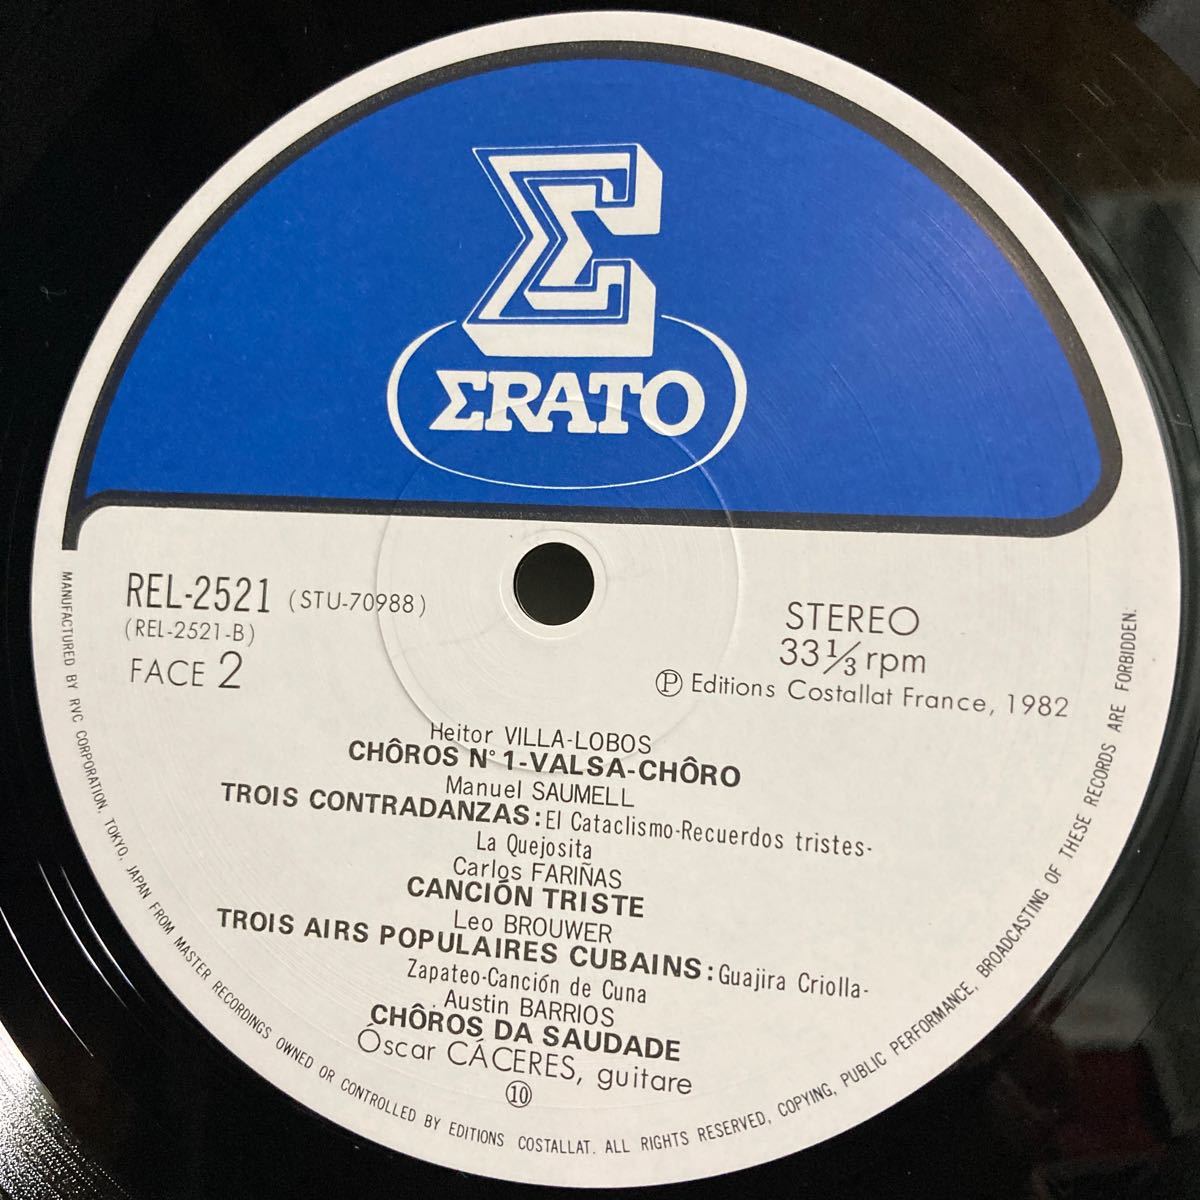 Σ
ΣRATO
REL-2521 (STU-70988)
(REL-2521-B)
FACE 2
STEREO
33 1/3 rpm
Ⓟ Editions Costallat France, 1982
Heitor VILLA-LOBOS
CHÔROS N° 1-VALSA-CHÔRO
Manuel SAUMELL
TROIS CONTRADANZAS: El Cataclismo-Recuerdos tristes-
La Quejosita
Carlos FARIÑAS
CANCIÓN TRISTE
Leo BROUWER
TROIS AIRS POPULAIRES CUBAINS: Guajira Criolla-
Zapateo-Canción de Cuna
Austin BARRIOS
CHÔROS DA SAUDADE
Óscar CÁCERES, guitare
⑩
MANUFACTURED BY RVC CORPORATION, TOKYO, JAPAN FROM MASTER RECORDINGS OWNED OR CONTROLLED BY EDITIONS COSTALLAT. ALL RIGHTS RESERVED, COPYING, PUBLIC PERFORMANCE, BROADCASTING OF THESE RECORDS ARE FORBIDDEN.